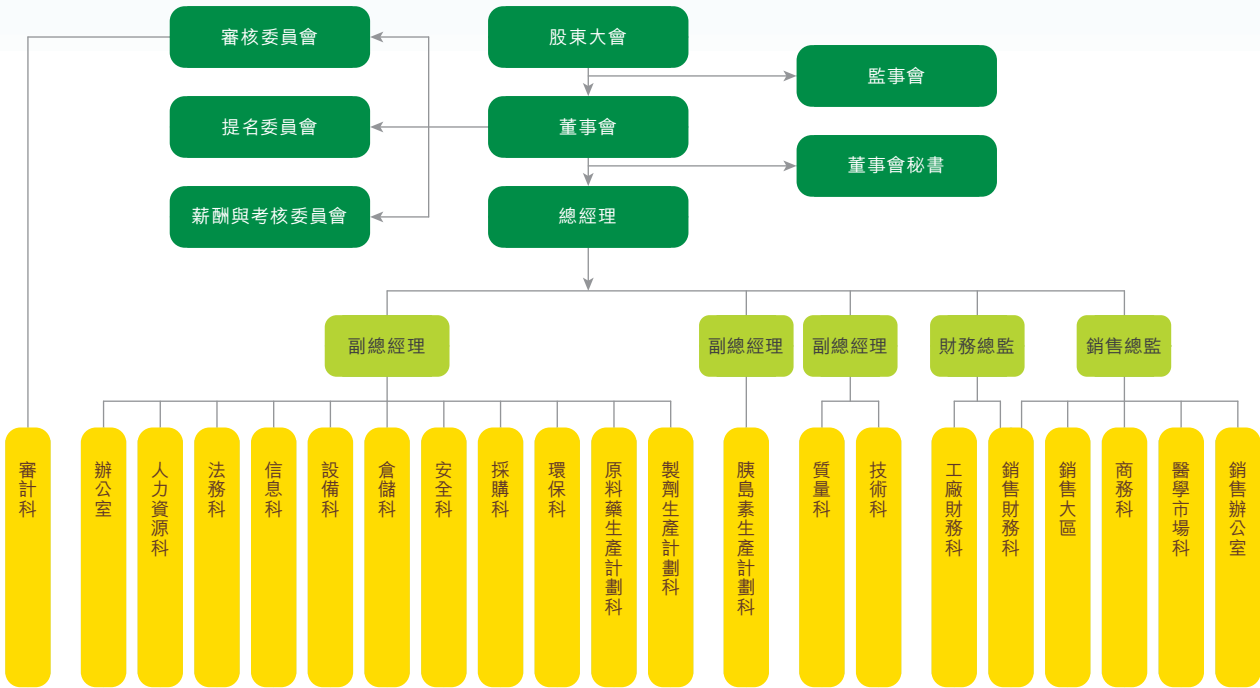 審核委員會
股東大會
監事會
提名委員會
董事會
董事會秘書
薪酬與考核委員會
總經理
副總經理
副總經理
副總經理
財務總監
銷售總監
審計科
辦公室
人力資源科
法務科
信息科
設備科
倉儲科
安全科
採購科
環保科
原料藥生產計劃科
製劑生產計劃科
胰島素生產計劃科
質量科
技術科
工廠財務科
銷售財務科
銷售大區
商務科
醫學市場科
銷售辦公室